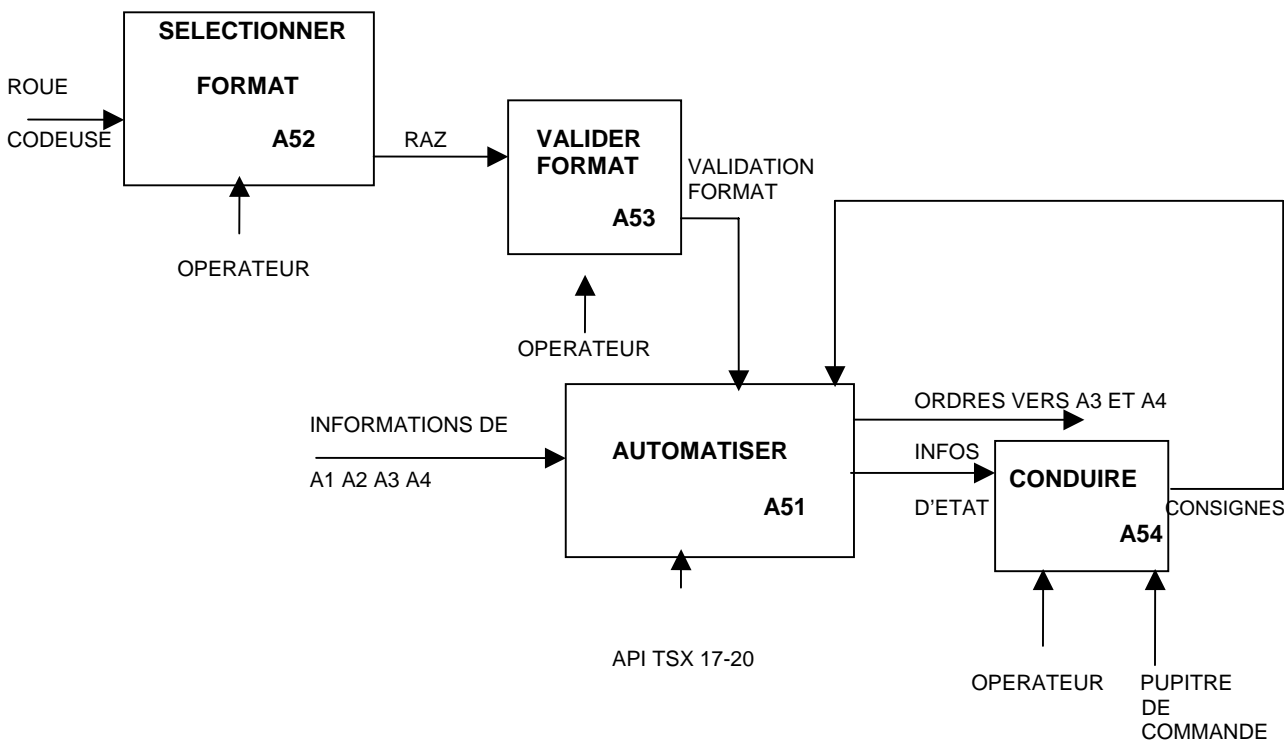 SELECTIONNER
FORMAT
A52
ROUE
CODEUSE
OPERATEUR
RAZ
VALIDER
FORMAT
A53
OPERATEUR
VALIDATION
FORMAT
INFORMATIONS DE
A1 A2 A3 A4
AUTOMATISER
A51
API TSX 17-20
ORDRES VERS A3 ET A4
INFOS
D'ETAT
CONDUIRE
A54
CONSIGNES
OPERATEUR
PUPITRE
DE
COMMANDE